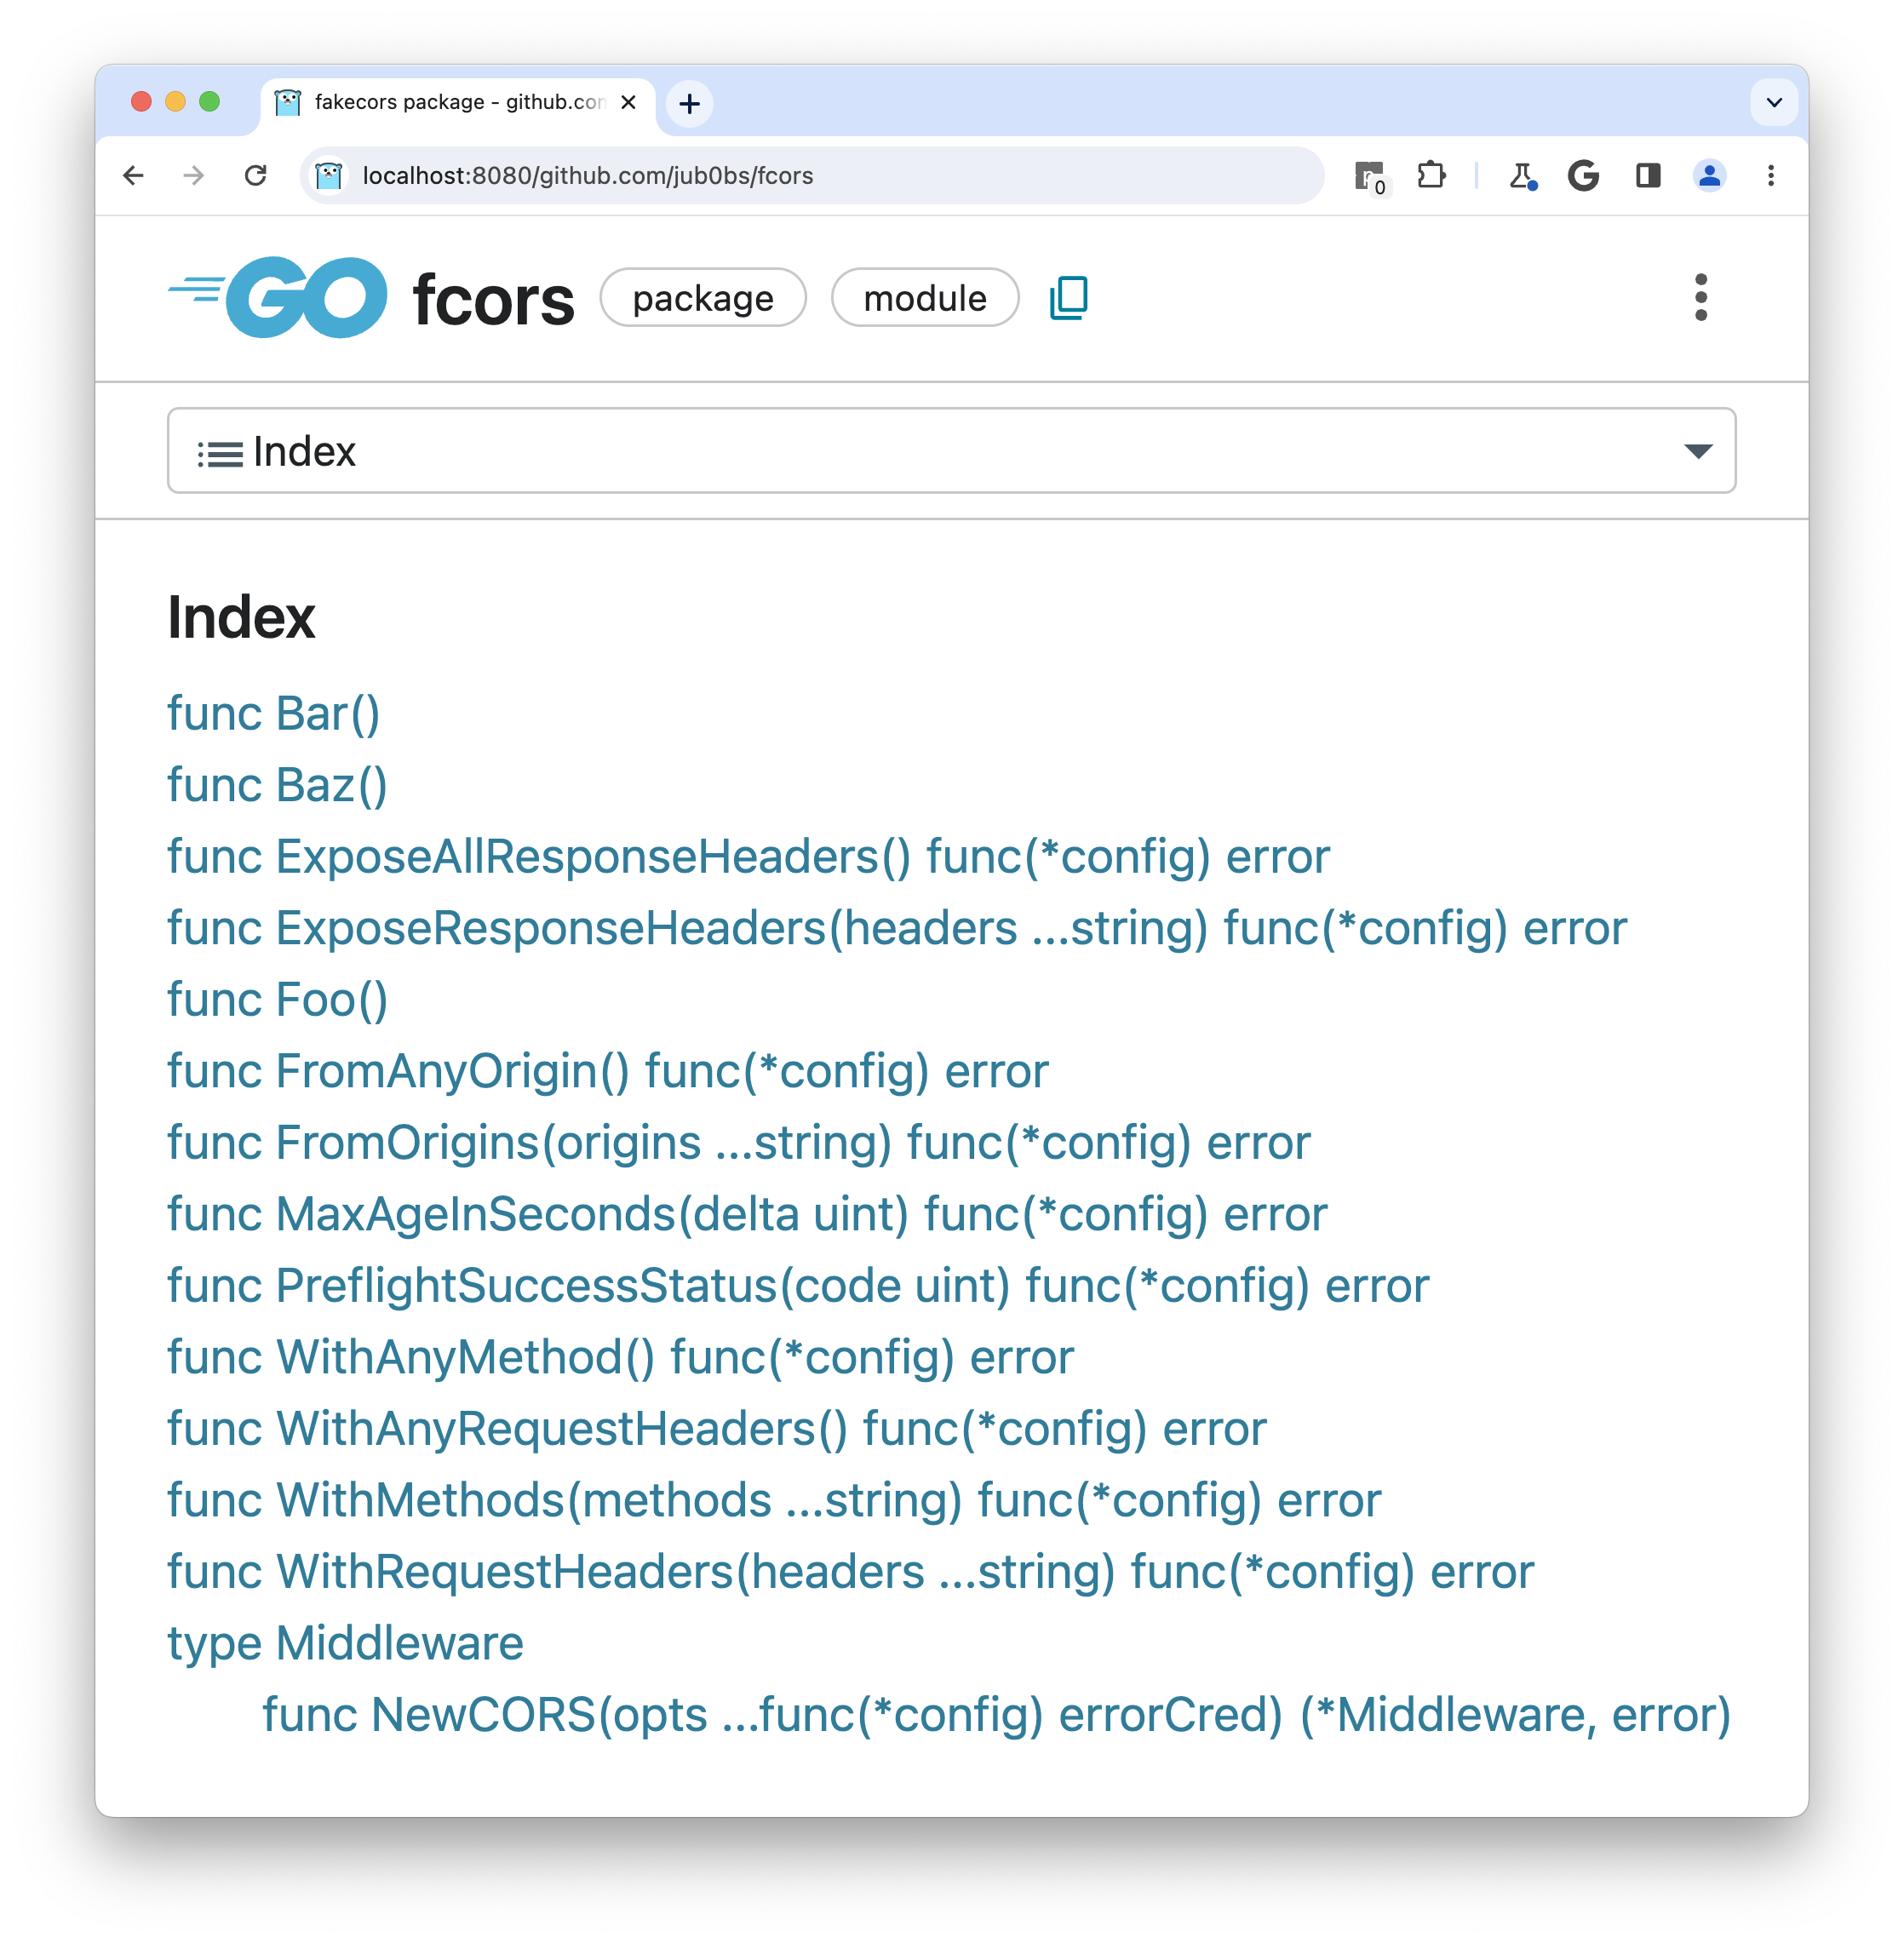 fakecors package - github.con
localhost:8080/github.com/jub0bs/fcors
0
GO fcors package module
Index
Index
func Bar()
func Baz()
func ExposeAllResponseHeaders() func(*config) error
func ExposeResponseHeaders(headers ...string) func(*config) error
func Foo()
func FromAnyOrigin() func(*config) error
func FromOrigins(origins ...string) func(*config) error
func MaxAgeInSeconds(delta uint) func(*config) error
func PreflightSuccessStatus(code uint) func(*config) error
func WithAnyMethod() func(*config) error
func WithAnyRequestHeaders() func(*config) error
func WithMethods(methods ...string) func(*config) error
func WithRequestHeaders(headers ...string) func(*config) error
type Middleware
func NewCORS(opts ...func(*config) errorCred) (*Middleware, error)